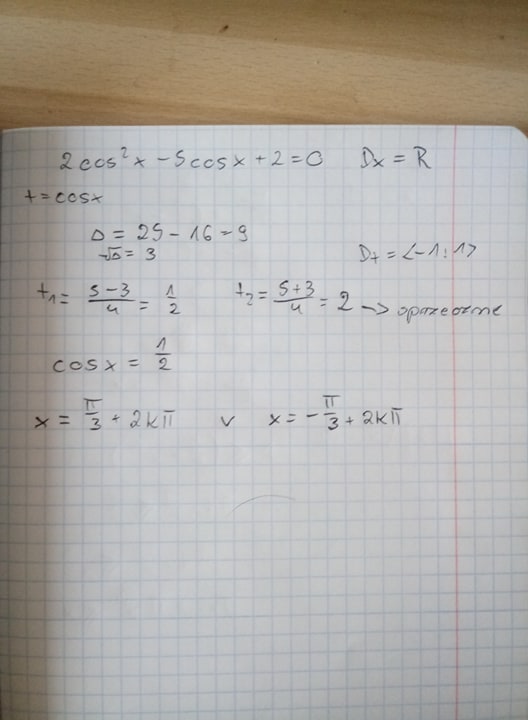 2cos²x - 5cosx + 2 = 0 Dx = R
t = cosx
Δ = 25 - 16 = 9
√Δ = 3 Dt = <-1; 1>
t₁ = (5-3)/4 = 1/2 t₂ = (5+3)/4 = 2 → sprzeczne
cosx = 1/2
x = π/3 + 2kπ v x = -π/3 + 2kπ